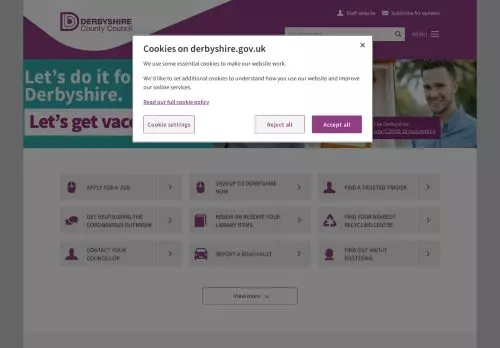 DERBYSHIRE
County Council
Staff website
Subscribe for updates
MENU
Cookies on derbyshire.gov.uk
We use some essential cookies to make our website work.
We'd like to set additional cookies to understand how you use our website and improve
our online services.
Read our full cookie policy
Cookie settings
Reject all
Accept all
Let's do it fo
Derbyshire.
Let's get vacc
COVID-19 vaccination
APPLY FOR A JOB
SIGN UP TO DERBYSHIRE
NOW
FIND A TRUSTED TRADER
GET HELP DURING THE
CORONAVIRUS OUTBREAK
RENEW OR RESERVE YOUR
LIBRARY ITEMS
FIND YOUR NEAREST
RECYCLING CENTRE
CONTACT YOUR
COUNCILLOR
REPORT A ROAD FAULT
FIND OUT ABOUT
FOSTERING
View more